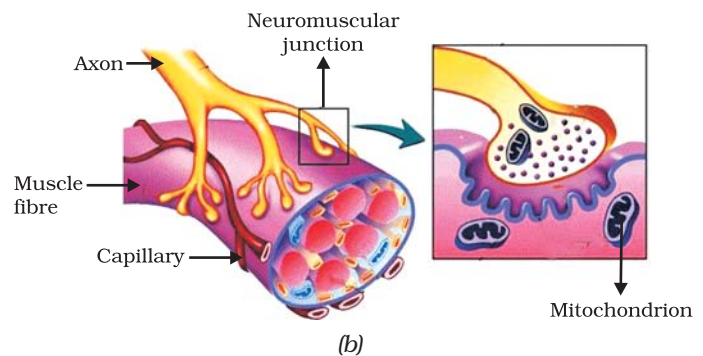 Neuromuscular
junction
Axon
Muscle
fibre
Capillary
Mitochondrion
(b)